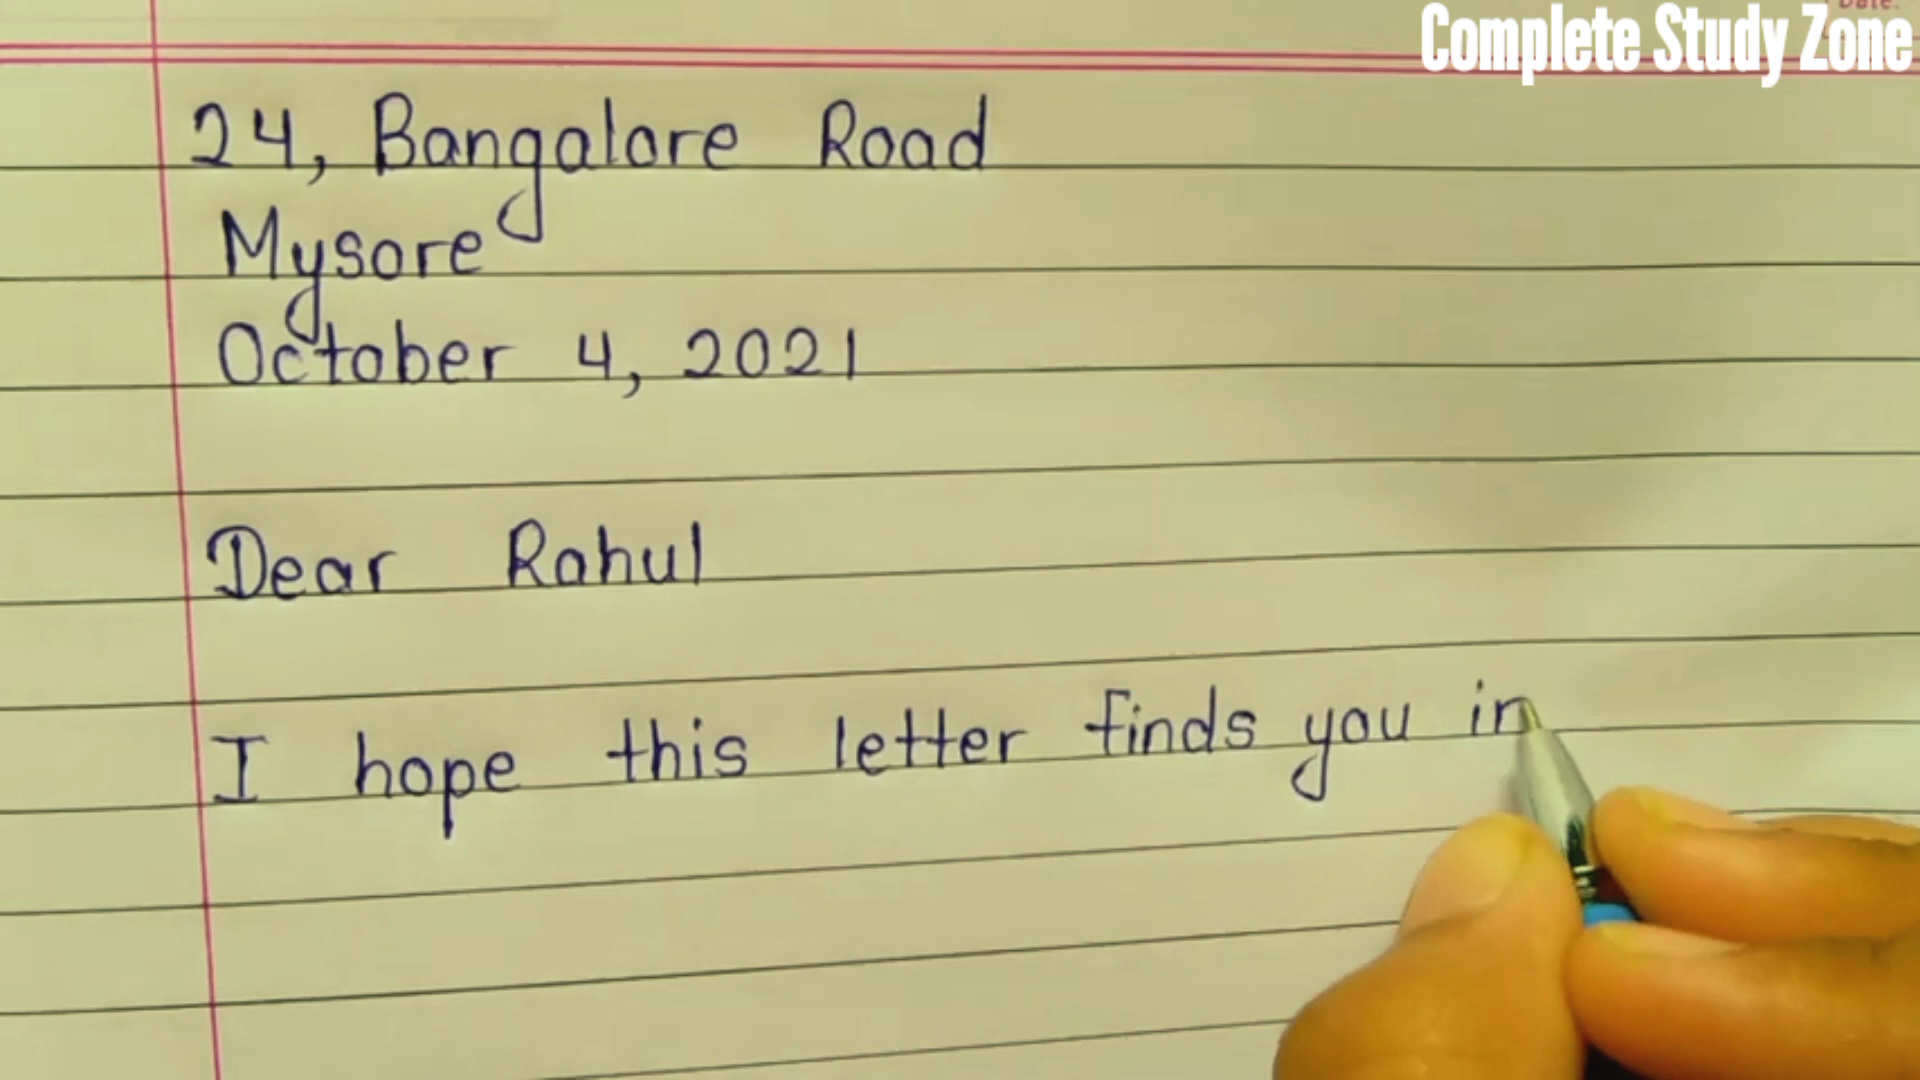 Complete Study Zone
24, Bangalore Road
Mysore
October 4, 2021
Dear Rahul
I hope this letter finds you in